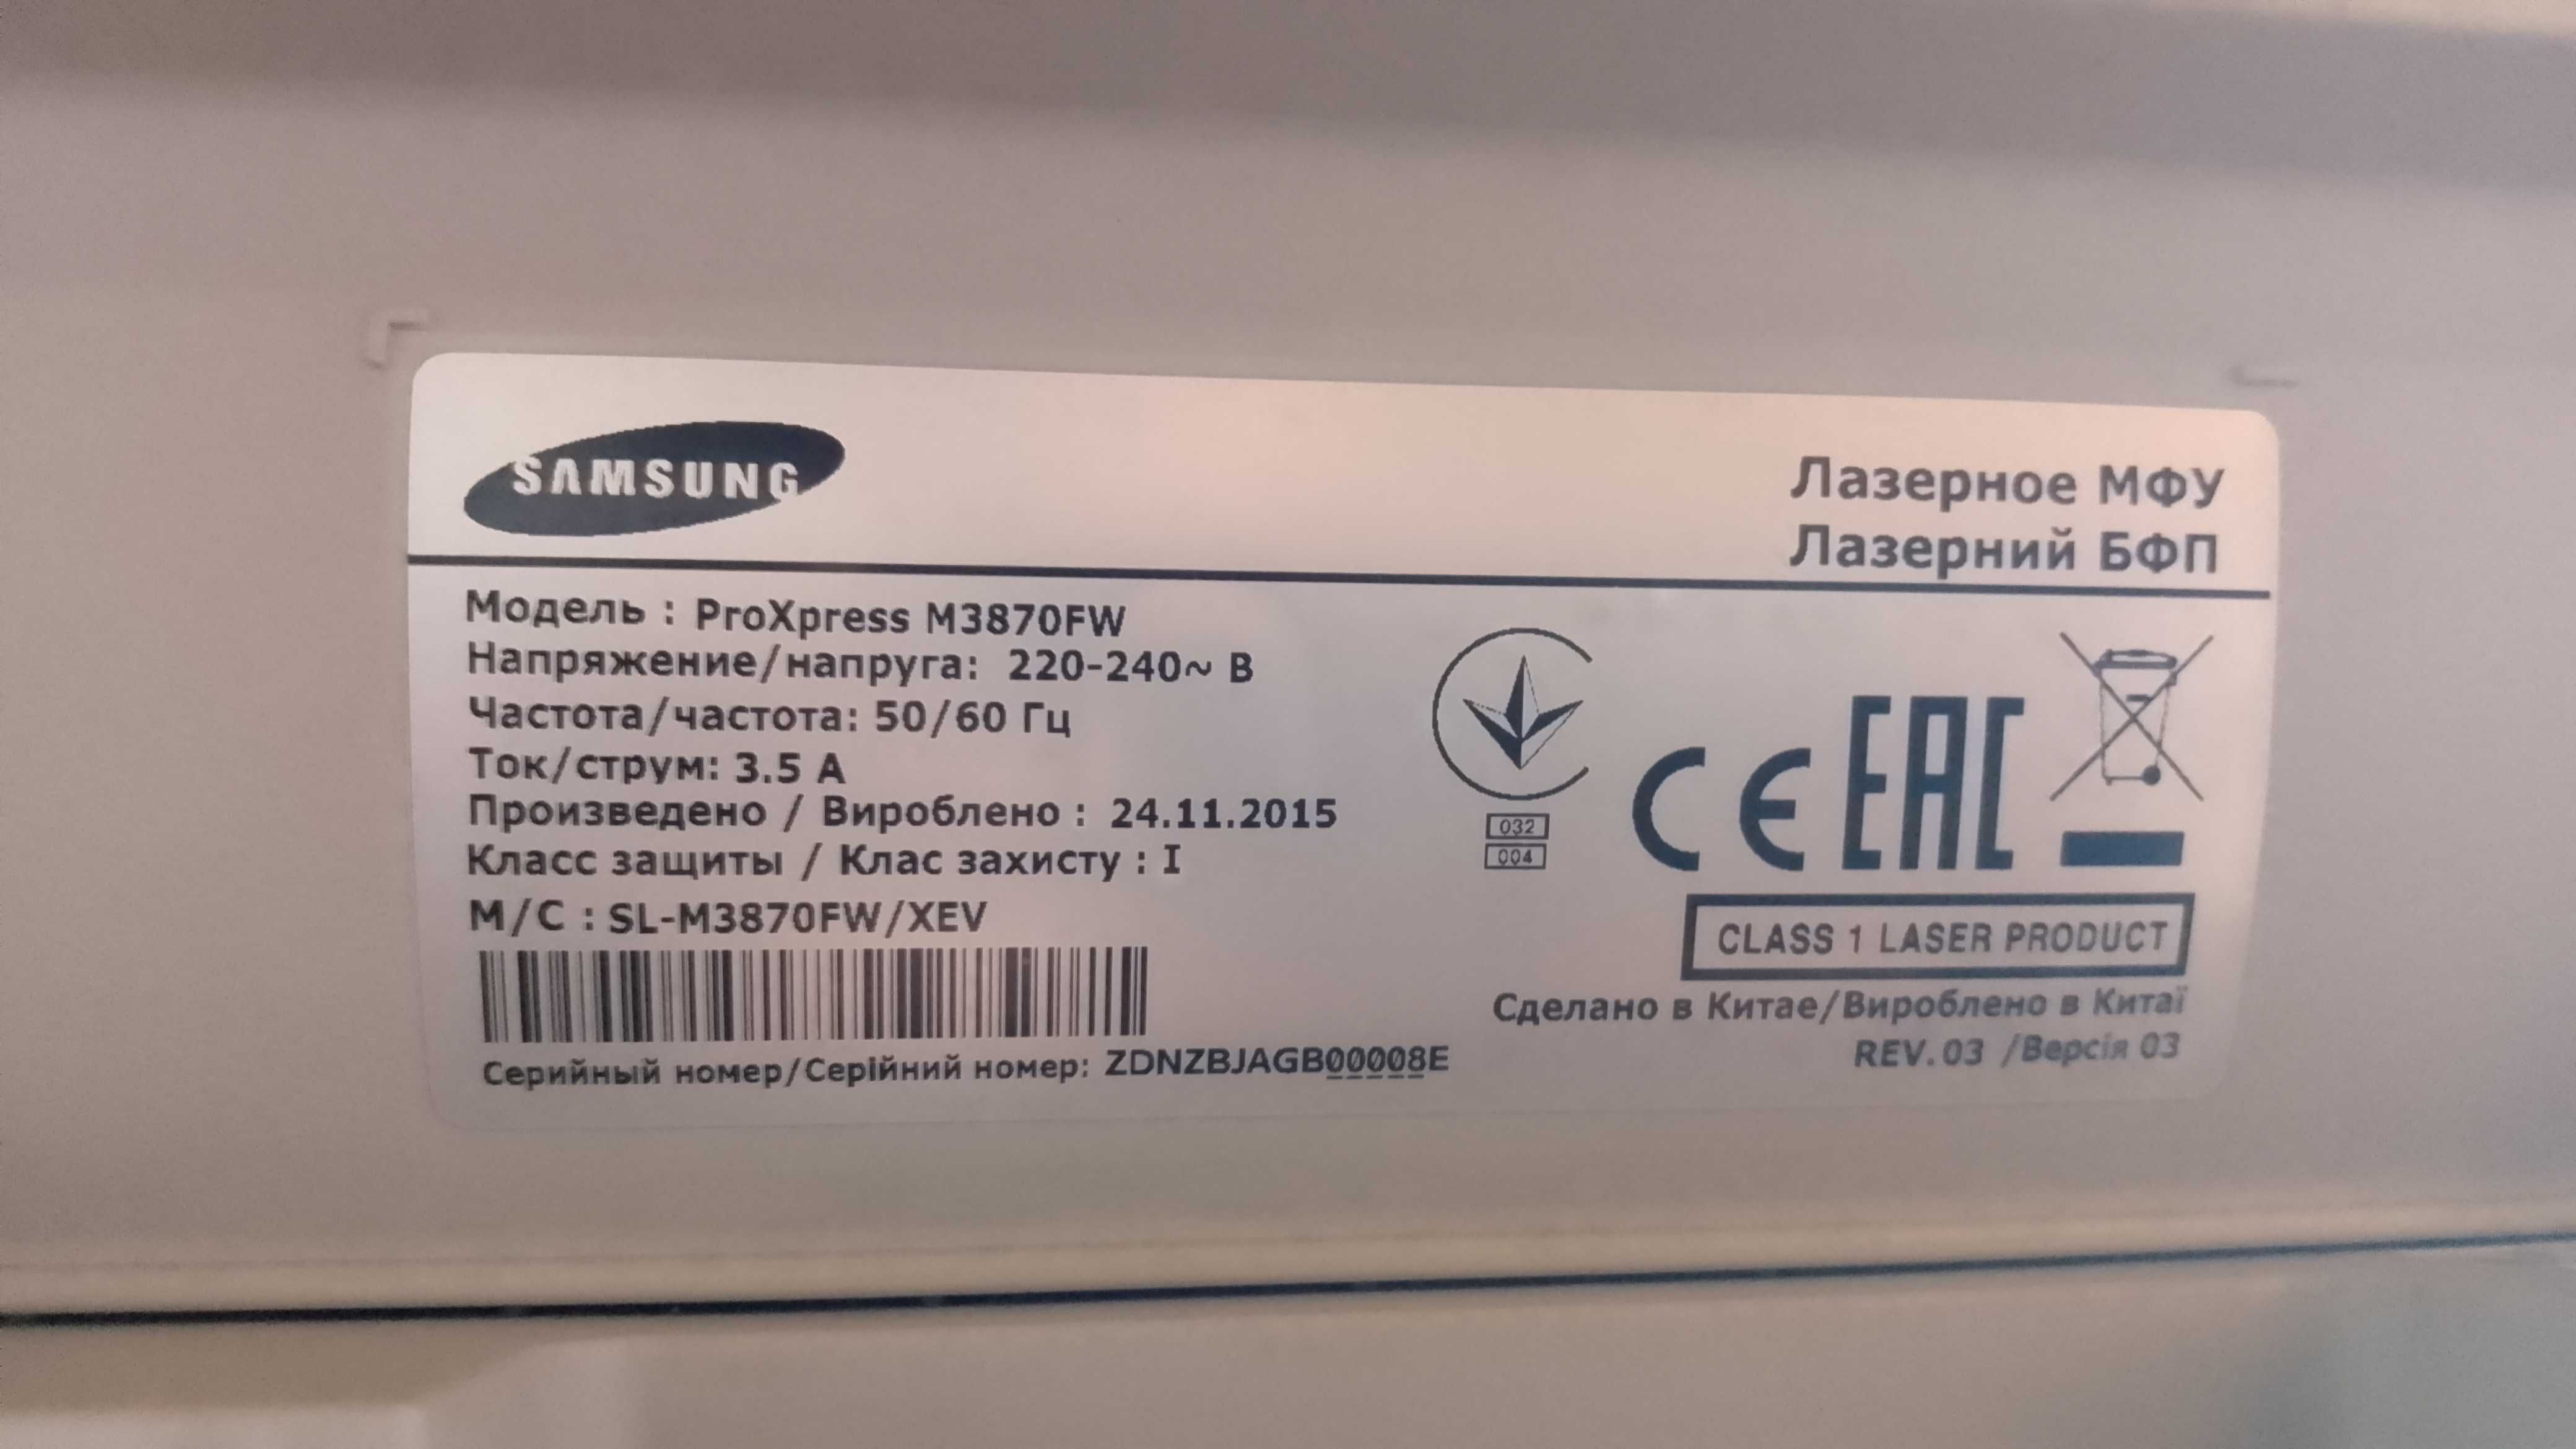 SAMSUNG
Лазерное МФУ
Лазерний БФП
Модель : ProXpress M3870FW
Напряжение/напруга: 220-240~ В
Частота/частота: 50/60 Гц
Ток/струм: 3.5 А
Произведено / Вироблено : 24.11.2015
Класс защиты / Клас захисту : I
M/C : SL-M3870FW/XEV
Серийный номер/Серійний номер: ZDNZBJAGB00008E
032
004
CE EAC
CLASS 1 LASER PRODUCT
Сделано в Китае/Вироблено в Китаї
REV. 03 /Версія 03